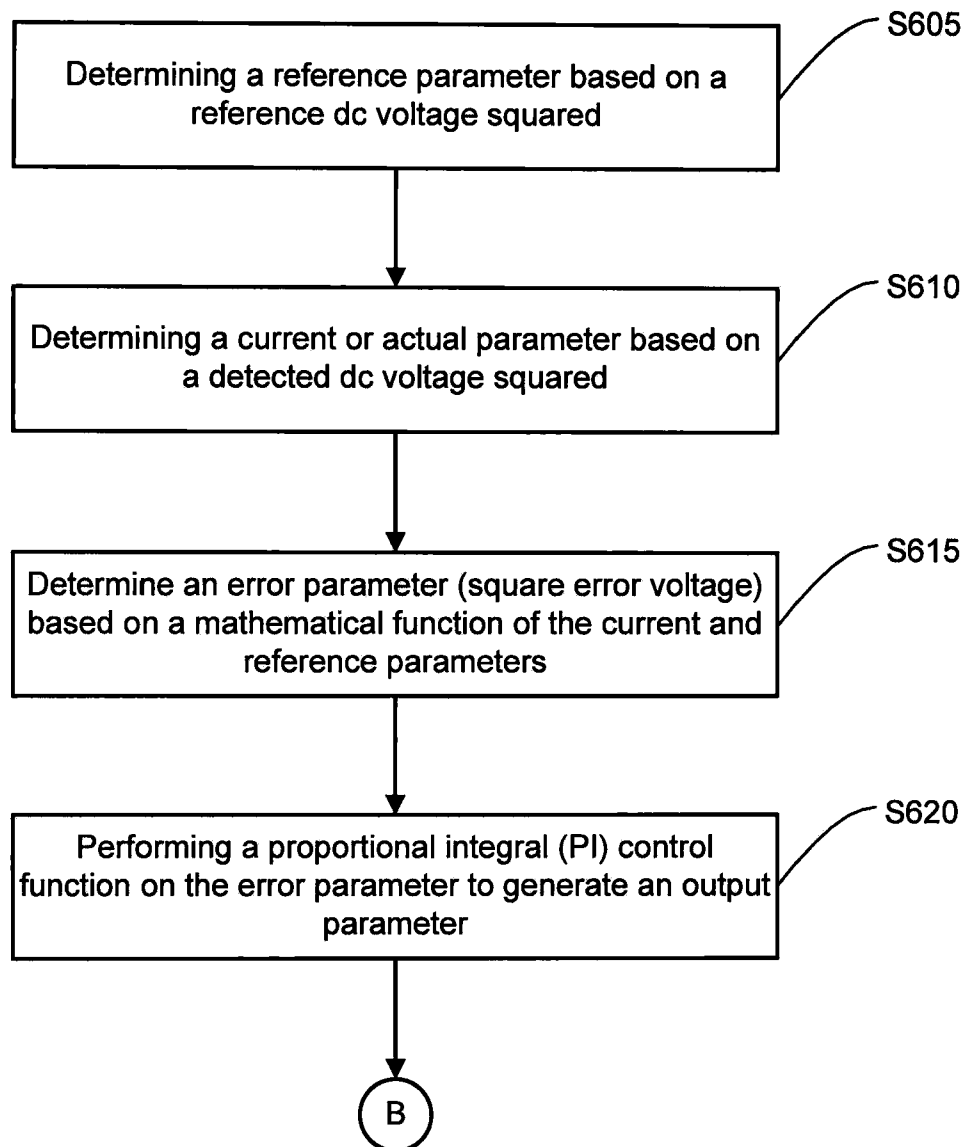 S605
Determining a reference parameter based on a
reference dc voltage squared
S610
Determining a current or actual parameter based on
a detected dc voltage squared
S615
Determine an error parameter (square error voltage)
based on a mathematical function of the current and
reference parameters
S620
Performing a proportional integral (PI) control
function on the error parameter to generate an output
parameter
B